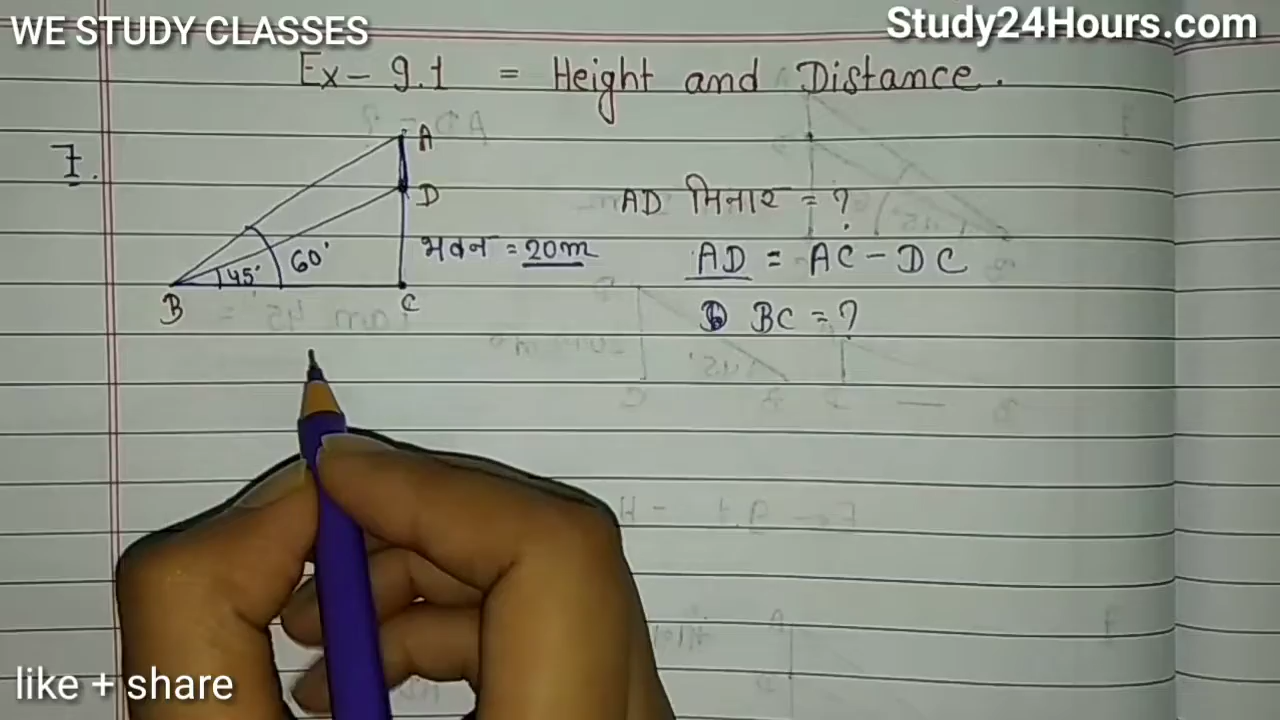 WE STUDY CLASSES
Study24Hours.com
Ex - 9.1 = Height and Distance.
7.
A
D
AD मिनार = ?
भवन = 20m
60°
45°
AD = AC - DC
B
C
BC = ?
like + share